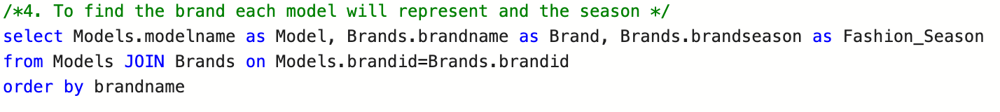 /*4. To find the brand each model will represent and the season */
select Models.modelname as Model, Brands.brandname as Brand, Brands.brandseason as Fashion_Season
from Models JOIN Brands on Models.brandid=Brands.brandid
order by brandname